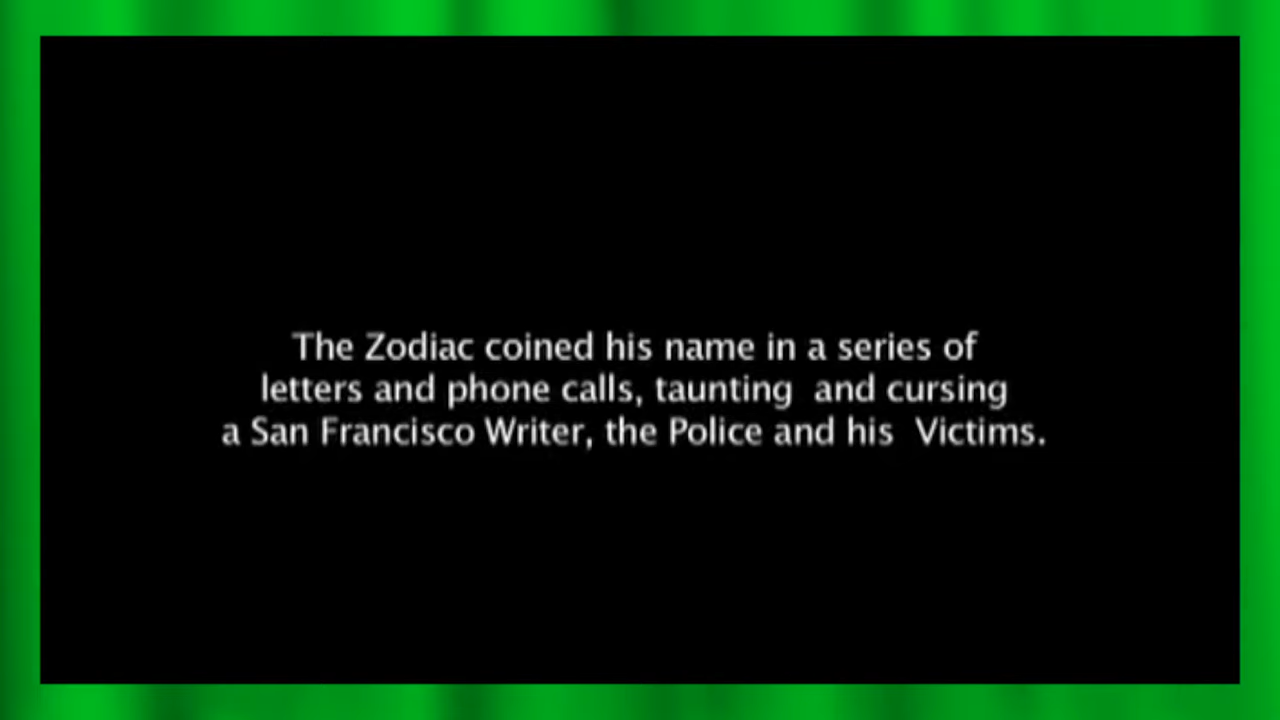 The Zodiac coined his name in a series of
letters and phone calls, taunting  and cursing
a San Francisco Writer, the Police and his  Victims.